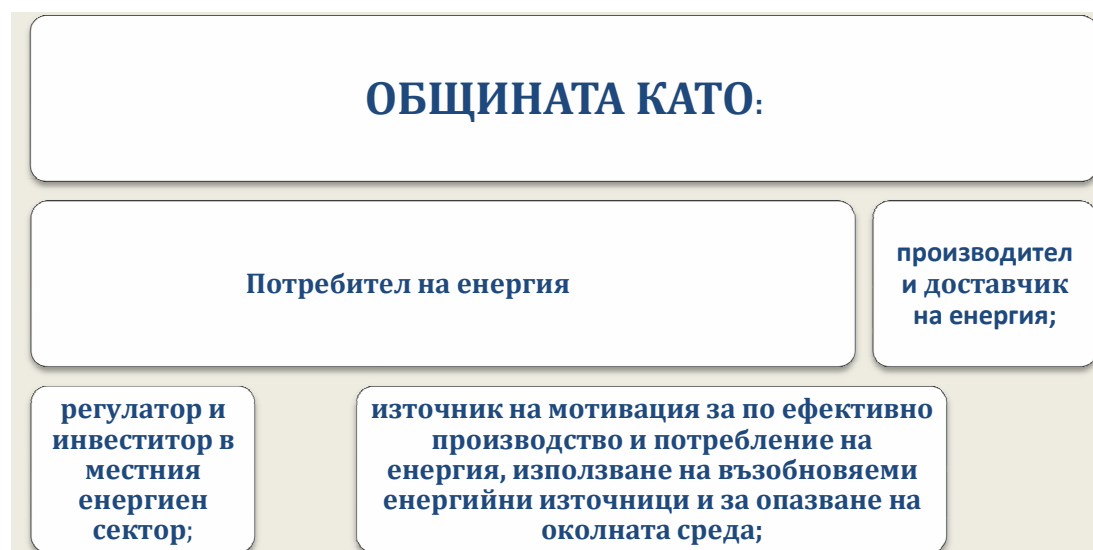 ОБЩИНАТА КАТО:
Потребител на енергия
производител
и доставчик
на енергия;
регулатор и
инвеститор в
местния
енергиен
сектор;
източник на мотивация за по ефективно
производство и потребление на
енергия, използване на възобновяеми
енергийни източници и за опазване на
околната среда;